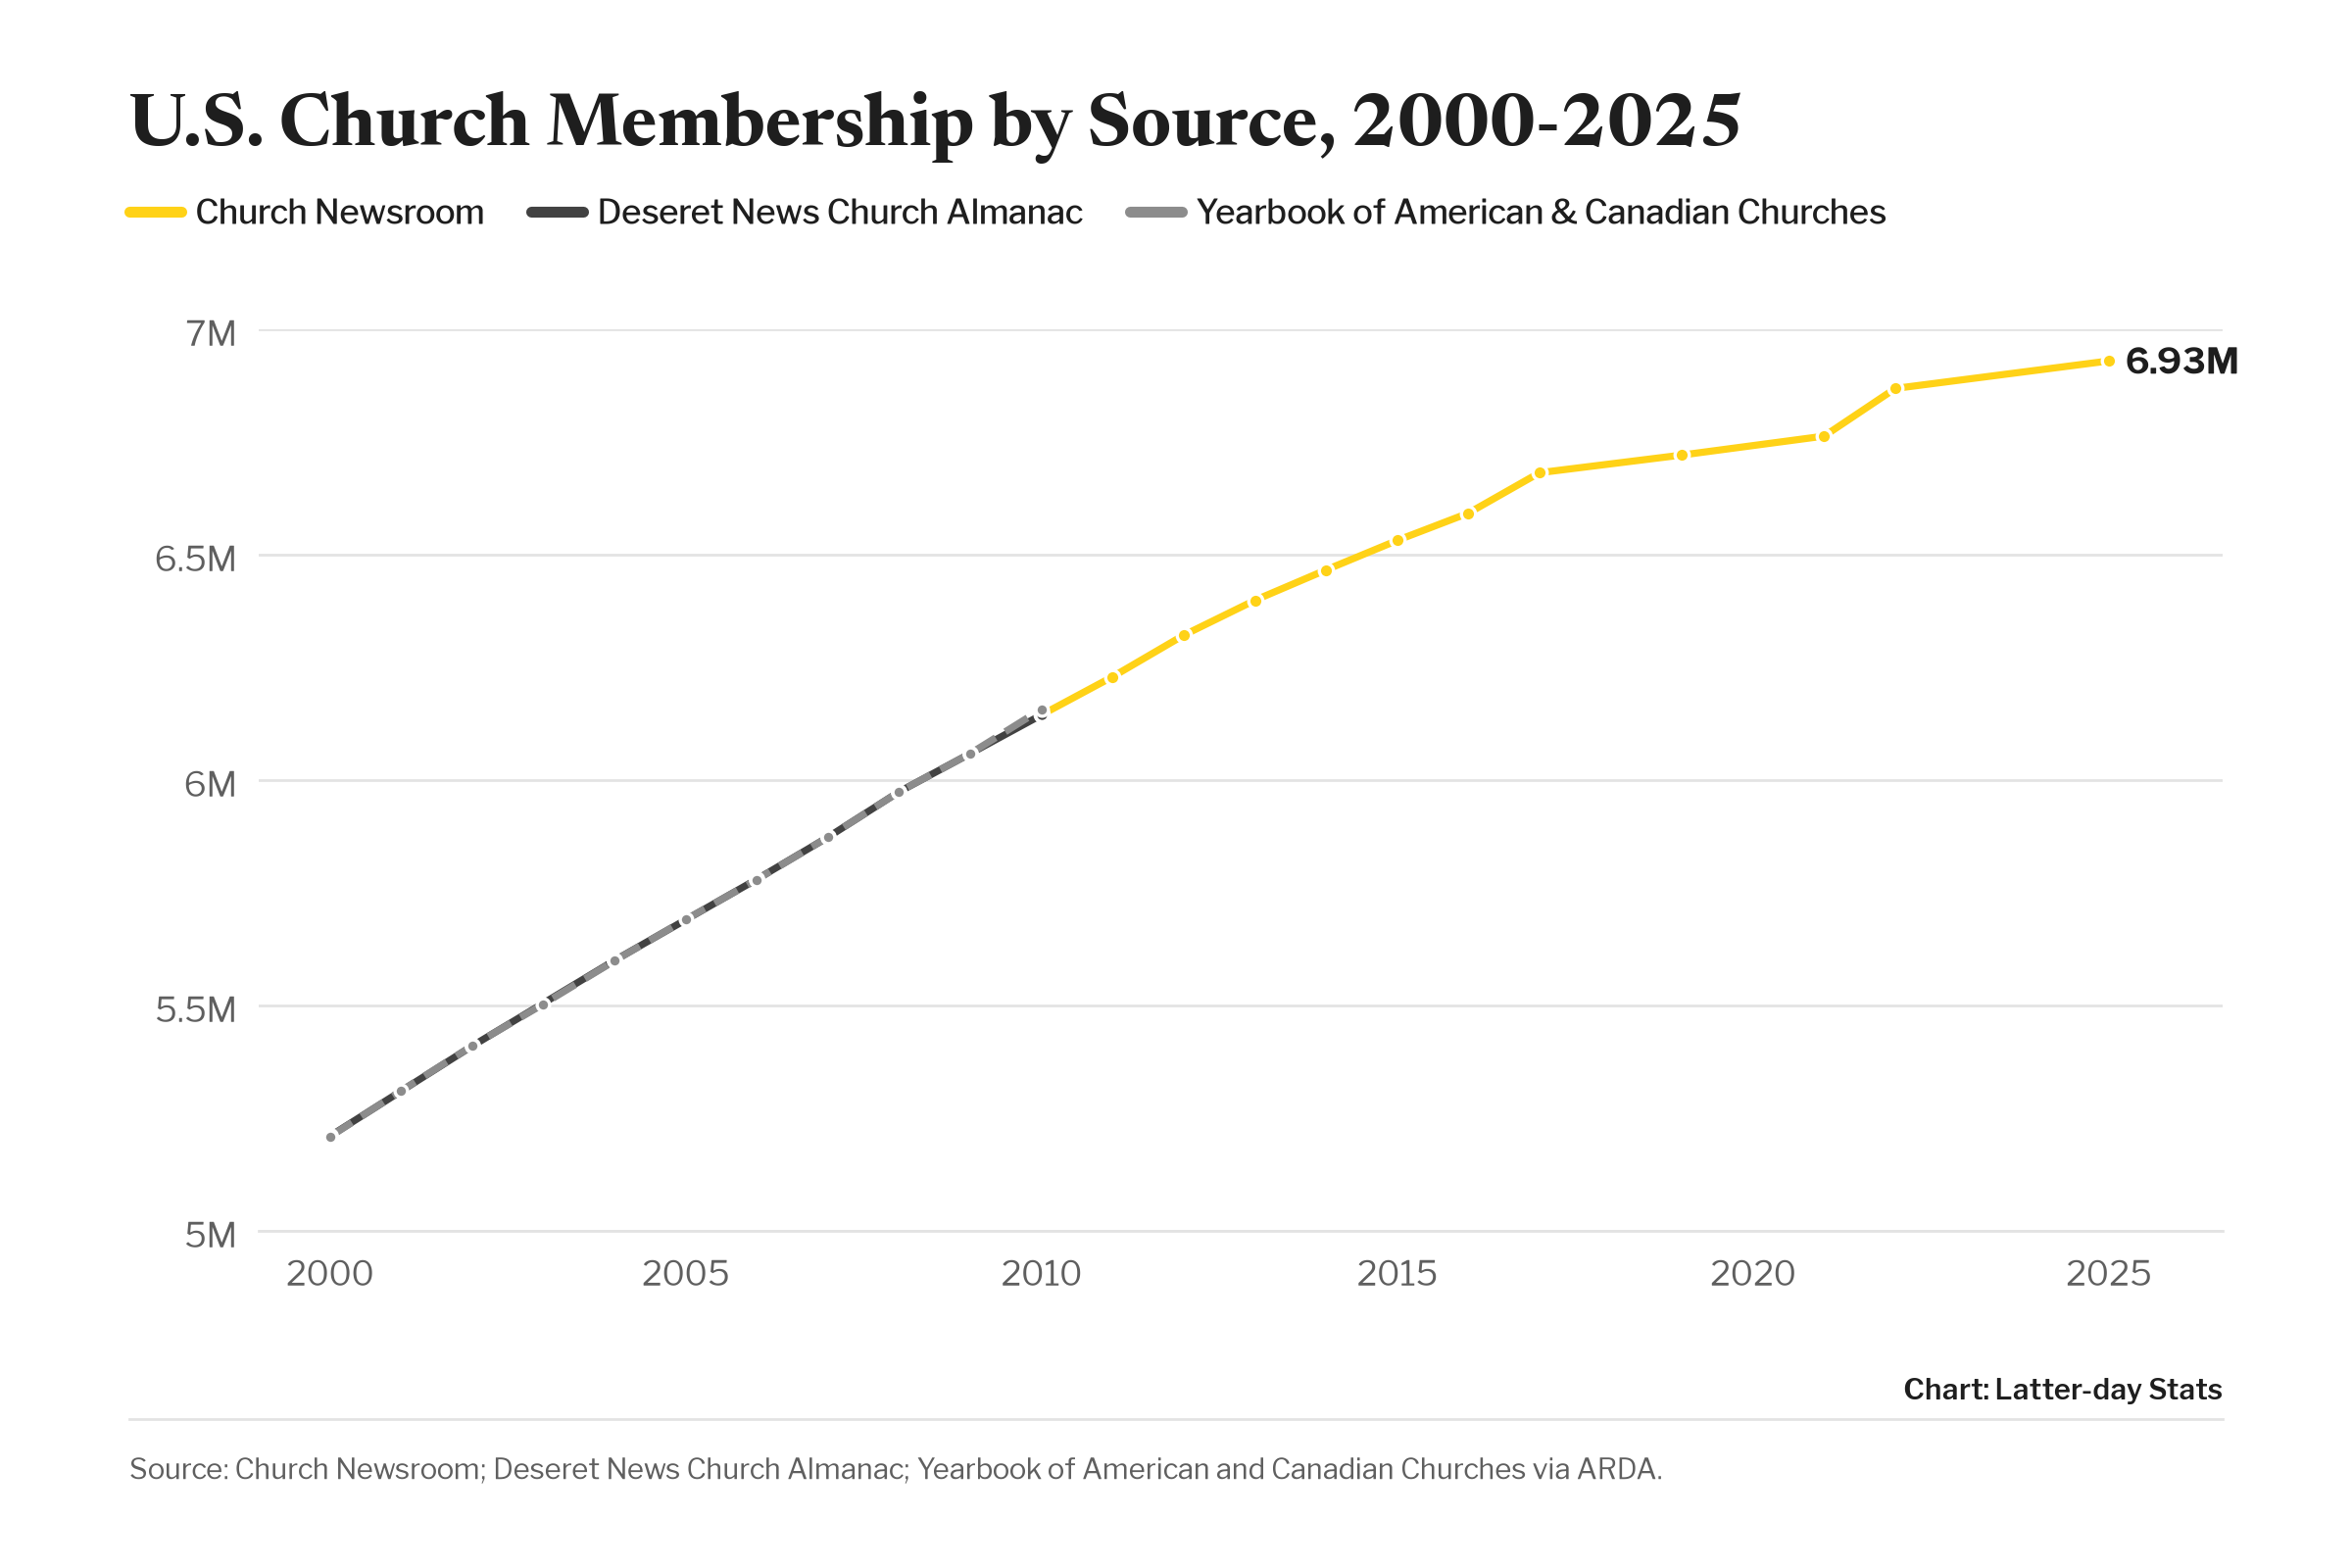 U.S. Church Membership by Source, 2000-2025
Church Newsroom Deseret News Church Almanac Yearbook of American & Canadian Churches
7M
6.93M
6.5M
6M
5.5M
5M
2000 2005 2010 2015 2020 2025
Chart: Latter-day Stats
Source: Church Newsroom; Deseret News Church Almanac; Yearbook of American and Canadian Churches via ARDA.